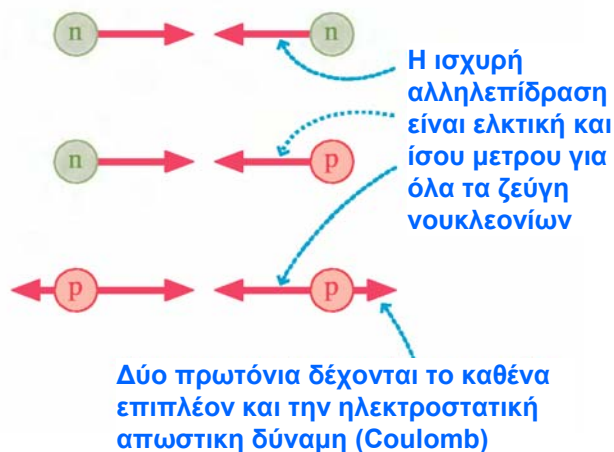 n n
Η ισχυρή
αλληλεπίδραση
είναι ελκτική και
ίσου μετρου για
όλα τα ζεύγη
νουκλεονίων
n p
p p
Δύο πρωτόνια δέχονται το καθένα
επιπλέον και την ηλεκτροστατική
απωστικη δύναμη (Coulomb)